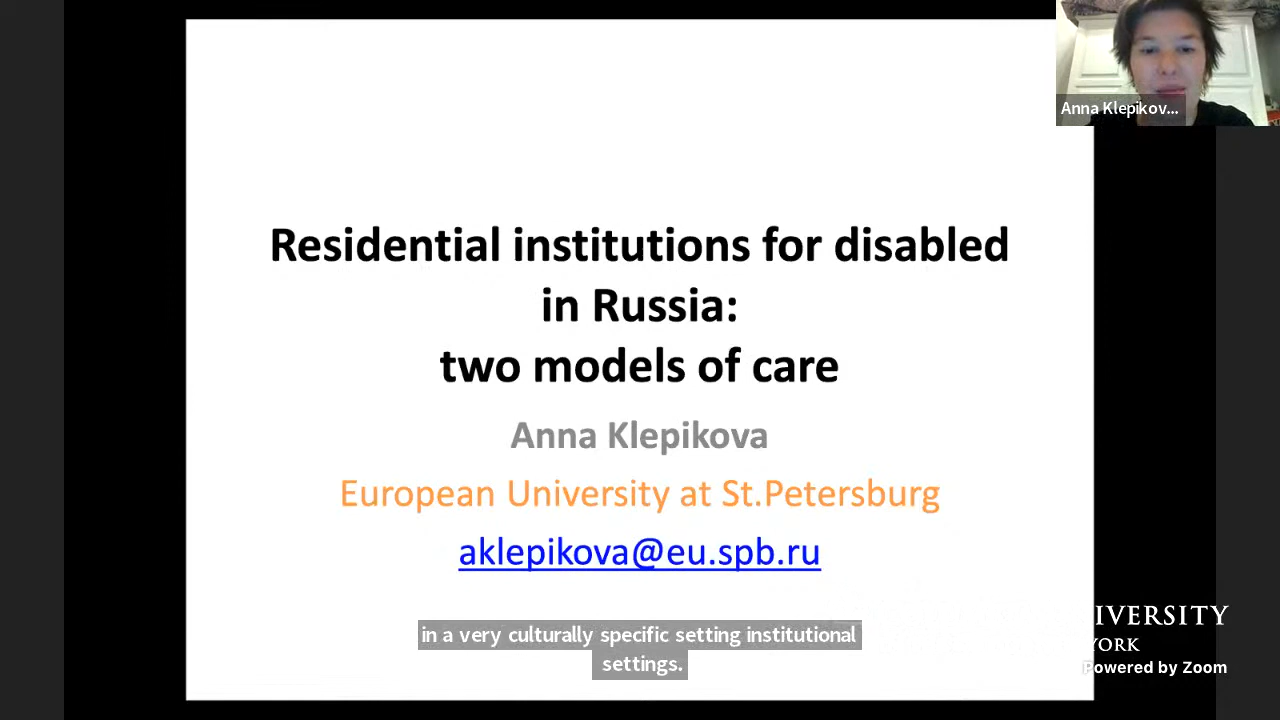 Anna Klepikov...
Residential institutions for disabled
in Russia:
two models of care
Anna Klepikova
European University at St.Petersburg
aklepikova@eu.spb.ru
in a very culturally specific setting institutional
settings.
IVERSITY
YORK
Powered by Zoom